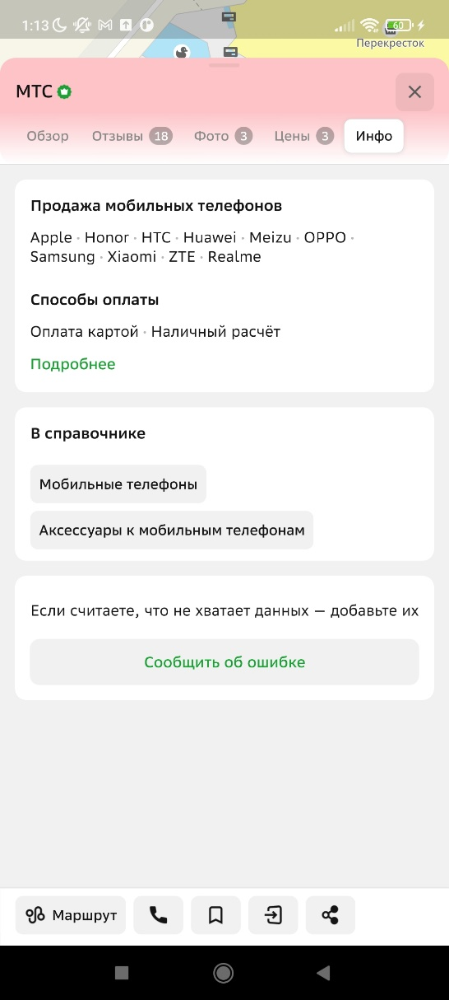 1:13
60
Перекресток
МТС
Обзор
Отзывы 18
Фото 3
Цены 3
Инфо
Продажа мобильных телефонов
Apple · Honor · HTC · Huawei · Meizu · OPPO ·
Samsung · Xiaomi · ZTE · Realme
Способы оплаты
Оплата картой · Наличный расчёт
Подробнее
В справочнике
Мобильные телефоны
Аксессуары к мобильным телефонам
Если считаете, что не хватает данных — добавьте их
Сообщить об ошибке
Маршрут